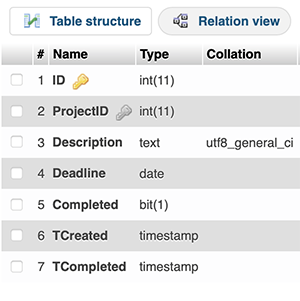 Table structure Relation view
# Name Type Collation
1 ID int(11)
2 ProjectID int(11)
3 Description text utf8_general_ci
4 Deadline date
5 Completed bit(1)
6 TCreated timestamp
7 TCompleted timestamp